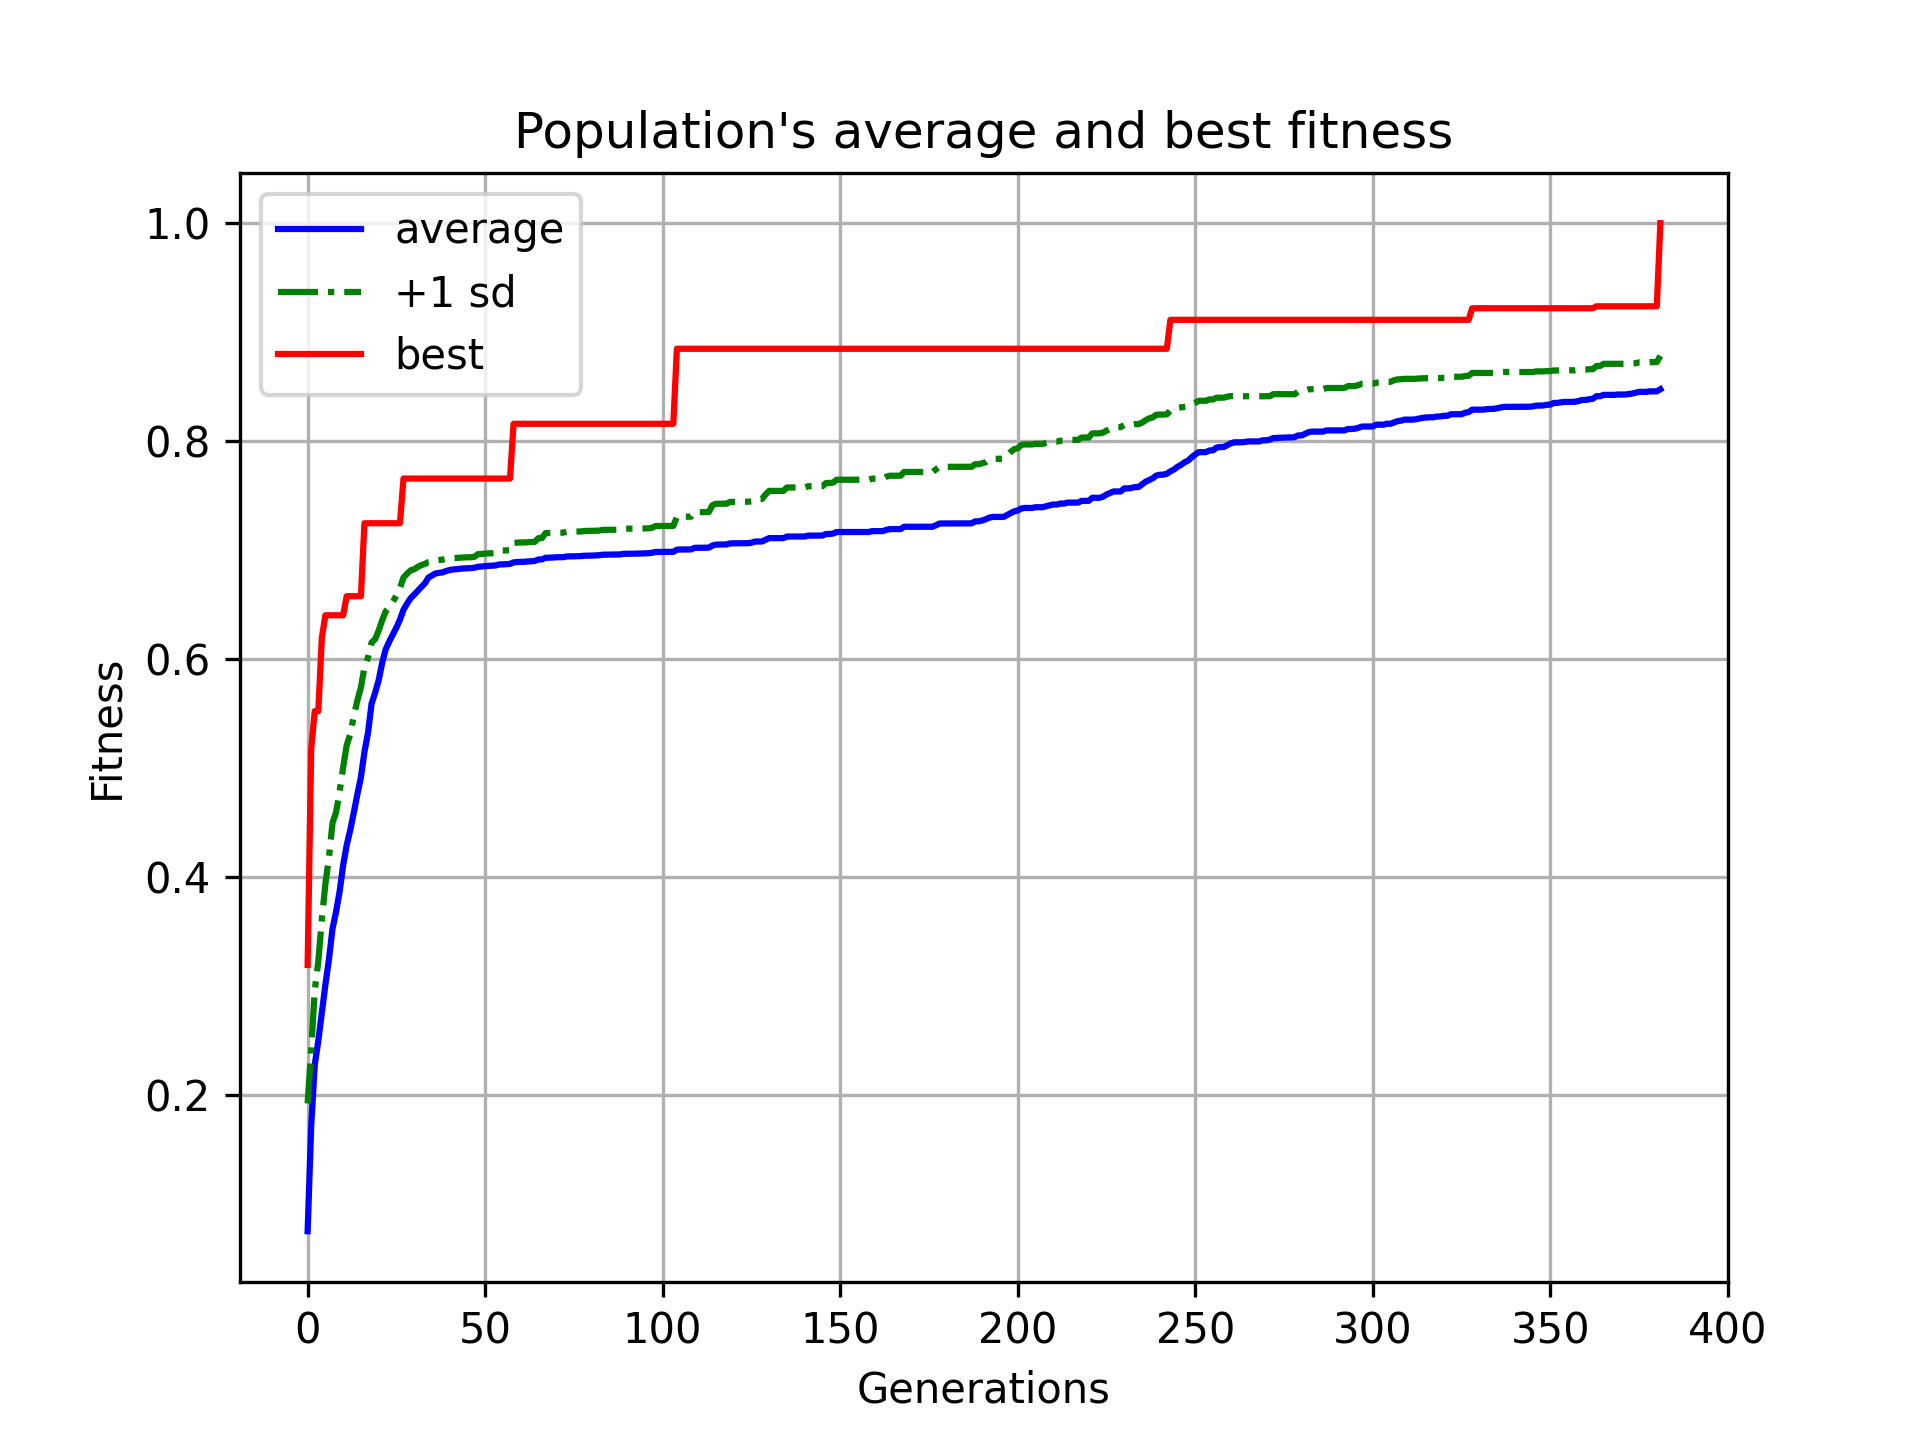 Population's average and best fitness
average
+1 sd
best
1.0
0.8
0.6
0.4
0.2
Fitness
0 50 100 150 200 250 300 350 400
Generations